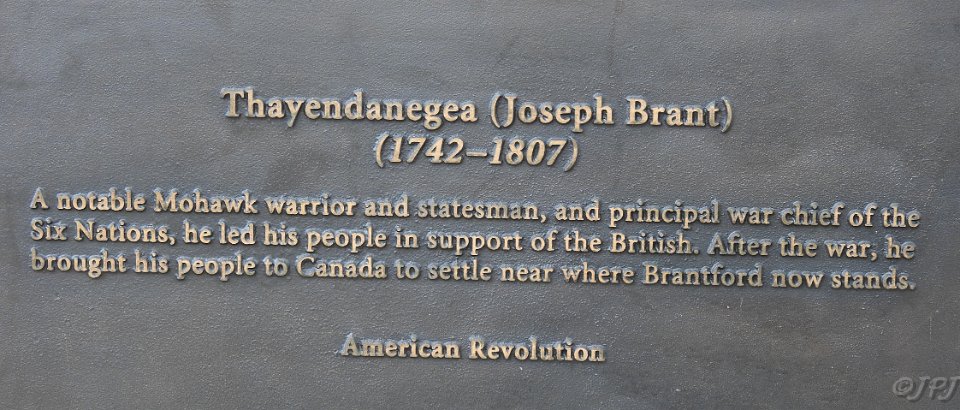 Thayendanegea (Joseph Brant)
(1742–1807)
A notable Mohawk warrior and statesman, and principal war chief of the
Six Nations, he led his people in support of the British. After the war, he
brought his people to Canada to settle near where Brantford now stands.
American Revolution
©JPJ